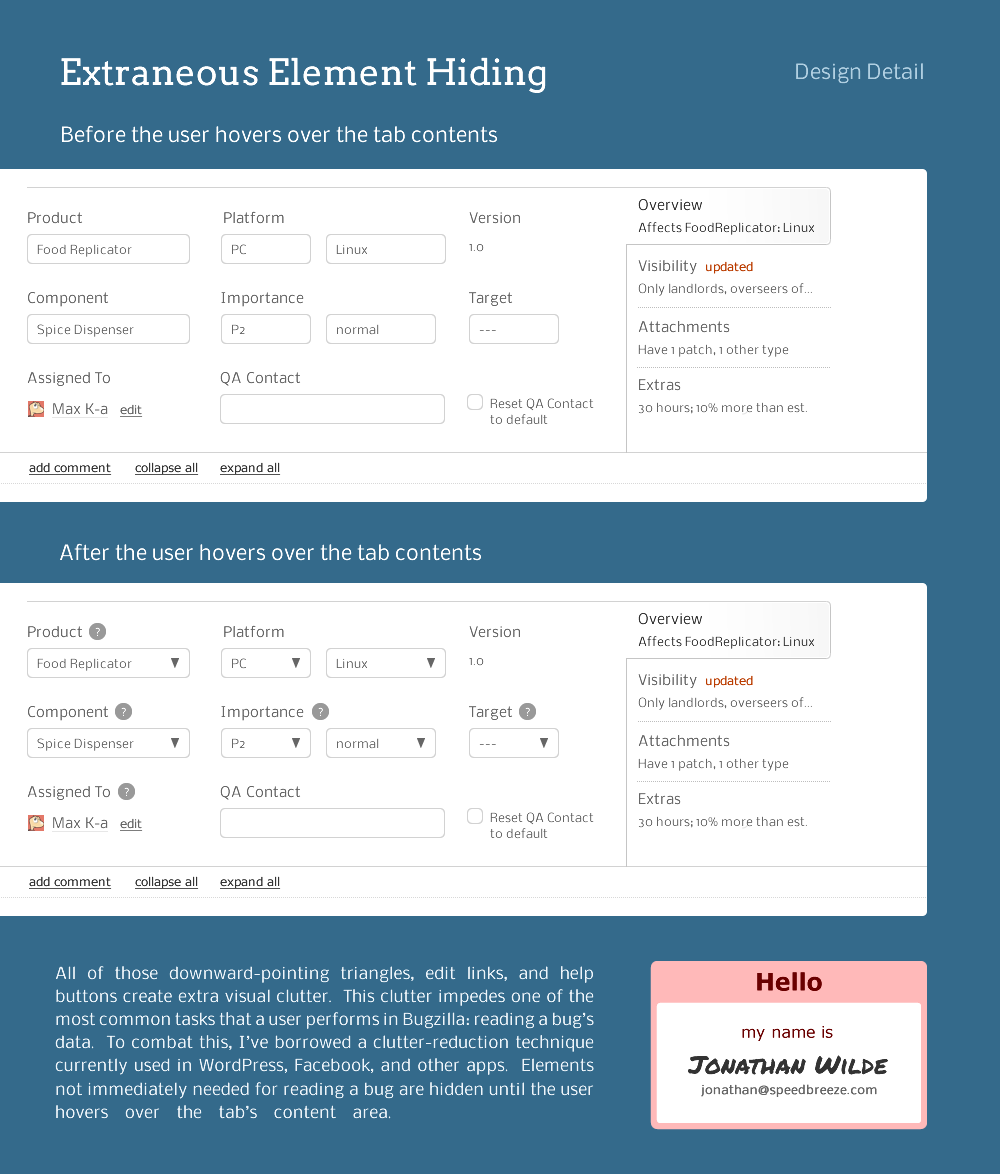 Extraneous Element Hiding
Design Detail
Before the user hovers over the tab contents
Product
Platform
Version
Food Replicator
PC
Linux
1.0
Component
Importance
Target
Spice Dispenser
P2
normal
---
Assigned To
QA Contact
Max K-a edit
Reset QA Contact
to default
Overview
Affects FoodReplicator: Linux
Visibility updated
Only landlords, overseers of...
Attachments
Have 1 patch, 1 other type
Extras
30 hours; 10% more than est.
add comment collapse all expand all
After the user hovers over the tab contents
Product ?
Platform
Version
Food Replicator ▼
PC ▼
Linux ▼
1.0
Component ?
Importance ?
Target ?
Spice Dispenser ▼
P2 ▼
normal ▼
--- ▼
Assigned To ?
QA Contact
Max K-a edit
Reset QA Contact
to default
Overview
Affects FoodReplicator: Linux
Visibility updated
Only landlords, overseers of...
Attachments
Have 1 patch, 1 other type
Extras
30 hours; 10% more than est.
add comment collapse all expand all
All of those downward-pointing triangles, edit links, and help
buttons create extra visual clutter. This clutter impedes one of the
most common tasks that a user performs in Bugzilla: reading a bug's
data. To combat this, I've borrowed a clutter-reduction technique
currently used in WordPress, Facebook, and other apps. Elements
not immediately needed for reading a bug are hidden until the user
hovers over the tab's content area.
Hello
my name is
Jonathan Wilde
jonathan@speedbreeze.com